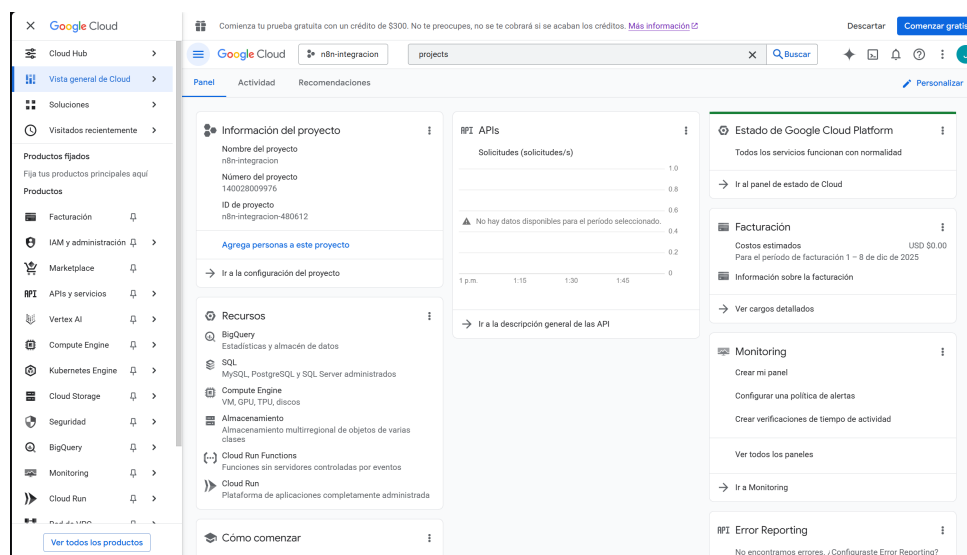 Google Cloud
Cloud Hub
Vista general de Cloud
Soluciones
Visitados recientemente
Productos fijados
Fija tus productos principales aquí
Productos
Facturación
IAM y administración
Marketplace
API APIs y servicios
Vertex AI
Compute Engine
Kubernetes Engine
Cloud Storage
Seguridad
BigQuery
Monitoring
Cloud Run
Red de VPC
Ver todos los productos
Comienza tu prueba gratuita con un crédito de $300. No te preocupes, no se te cobrará si se acaban los créditos. Más información
Descartar
Comenzar gratis
Google Cloud
n8n-integracion
projects
Buscar
Panel
Actividad
Recomendaciones
Personalizar
Información del proyecto
Nombre del proyecto
n8n-integracion
Número del proyecto
140028009976
ID de proyecto
n8n-integracion-480612
Agrega personas a este proyecto
Ir a la configuración del proyecto
Recursos
BigQuery
Estadísticas y almacén de datos
SQL
MySQL, PostgreSQL y SQL Server administrados
Compute Engine
VM, GPU, TPU, discos
Almacenamiento
Almacenamiento multirregional de objetos de varias
clases
Cloud Run Functions
Funciones sin servidores controladas por eventos
Cloud Run
Plataforma de aplicaciones completamente administrada
Cómo comenzar
API APIs
Solicitudes (solicitudes/s)
1.0
0.8
0.6
No hay datos disponibles para el período seleccionado.
0.4
0.2
0
1 p.m.
1:15
1:30
1:45
Ir a la descripción general de las API
Estado de Google Cloud Platform
Todos los servicios funcionan con normalidad
Ir al panel de estado de Cloud
Facturación
Costos estimados
USD $0.00
Para el período de facturación 1 – 8 de dic de 2025
Información sobre la facturación
Ver cargos detallados
Monitoring
Crear mi panel
Configurar una política de alertas
Crear verificaciones de tiempo de actividad
Ver todos los paneles
Ir a Monitoring
API Error Reporting
No encontramos errores. ¿Configuraste Error Reporting?